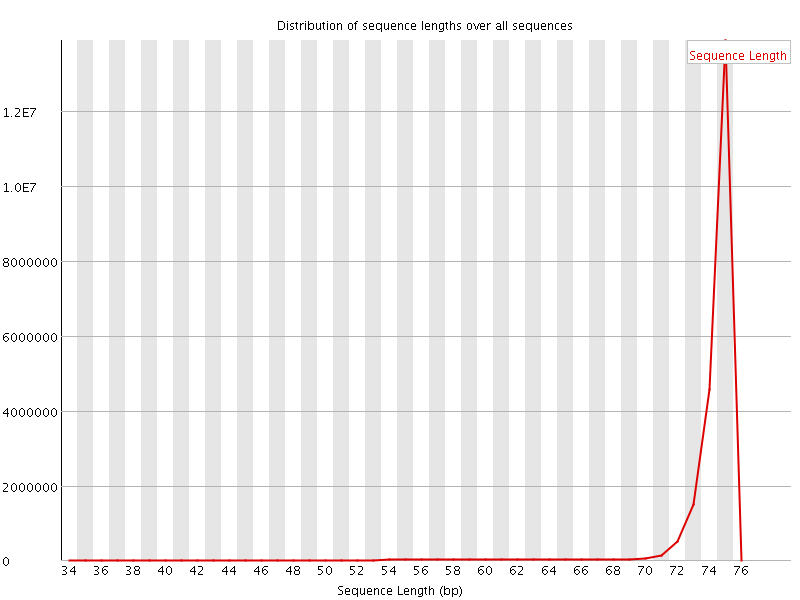 Distribution of sequence lengths over all sequences
Sequence Length
1.2E7
1.0E7
8000000
6000000
4000000
2000000
0
34 36 38 40 42 44 46 48 50 52 54 56 58 60 62 64 66 68 70 72 74 76
Sequence Length (bp)